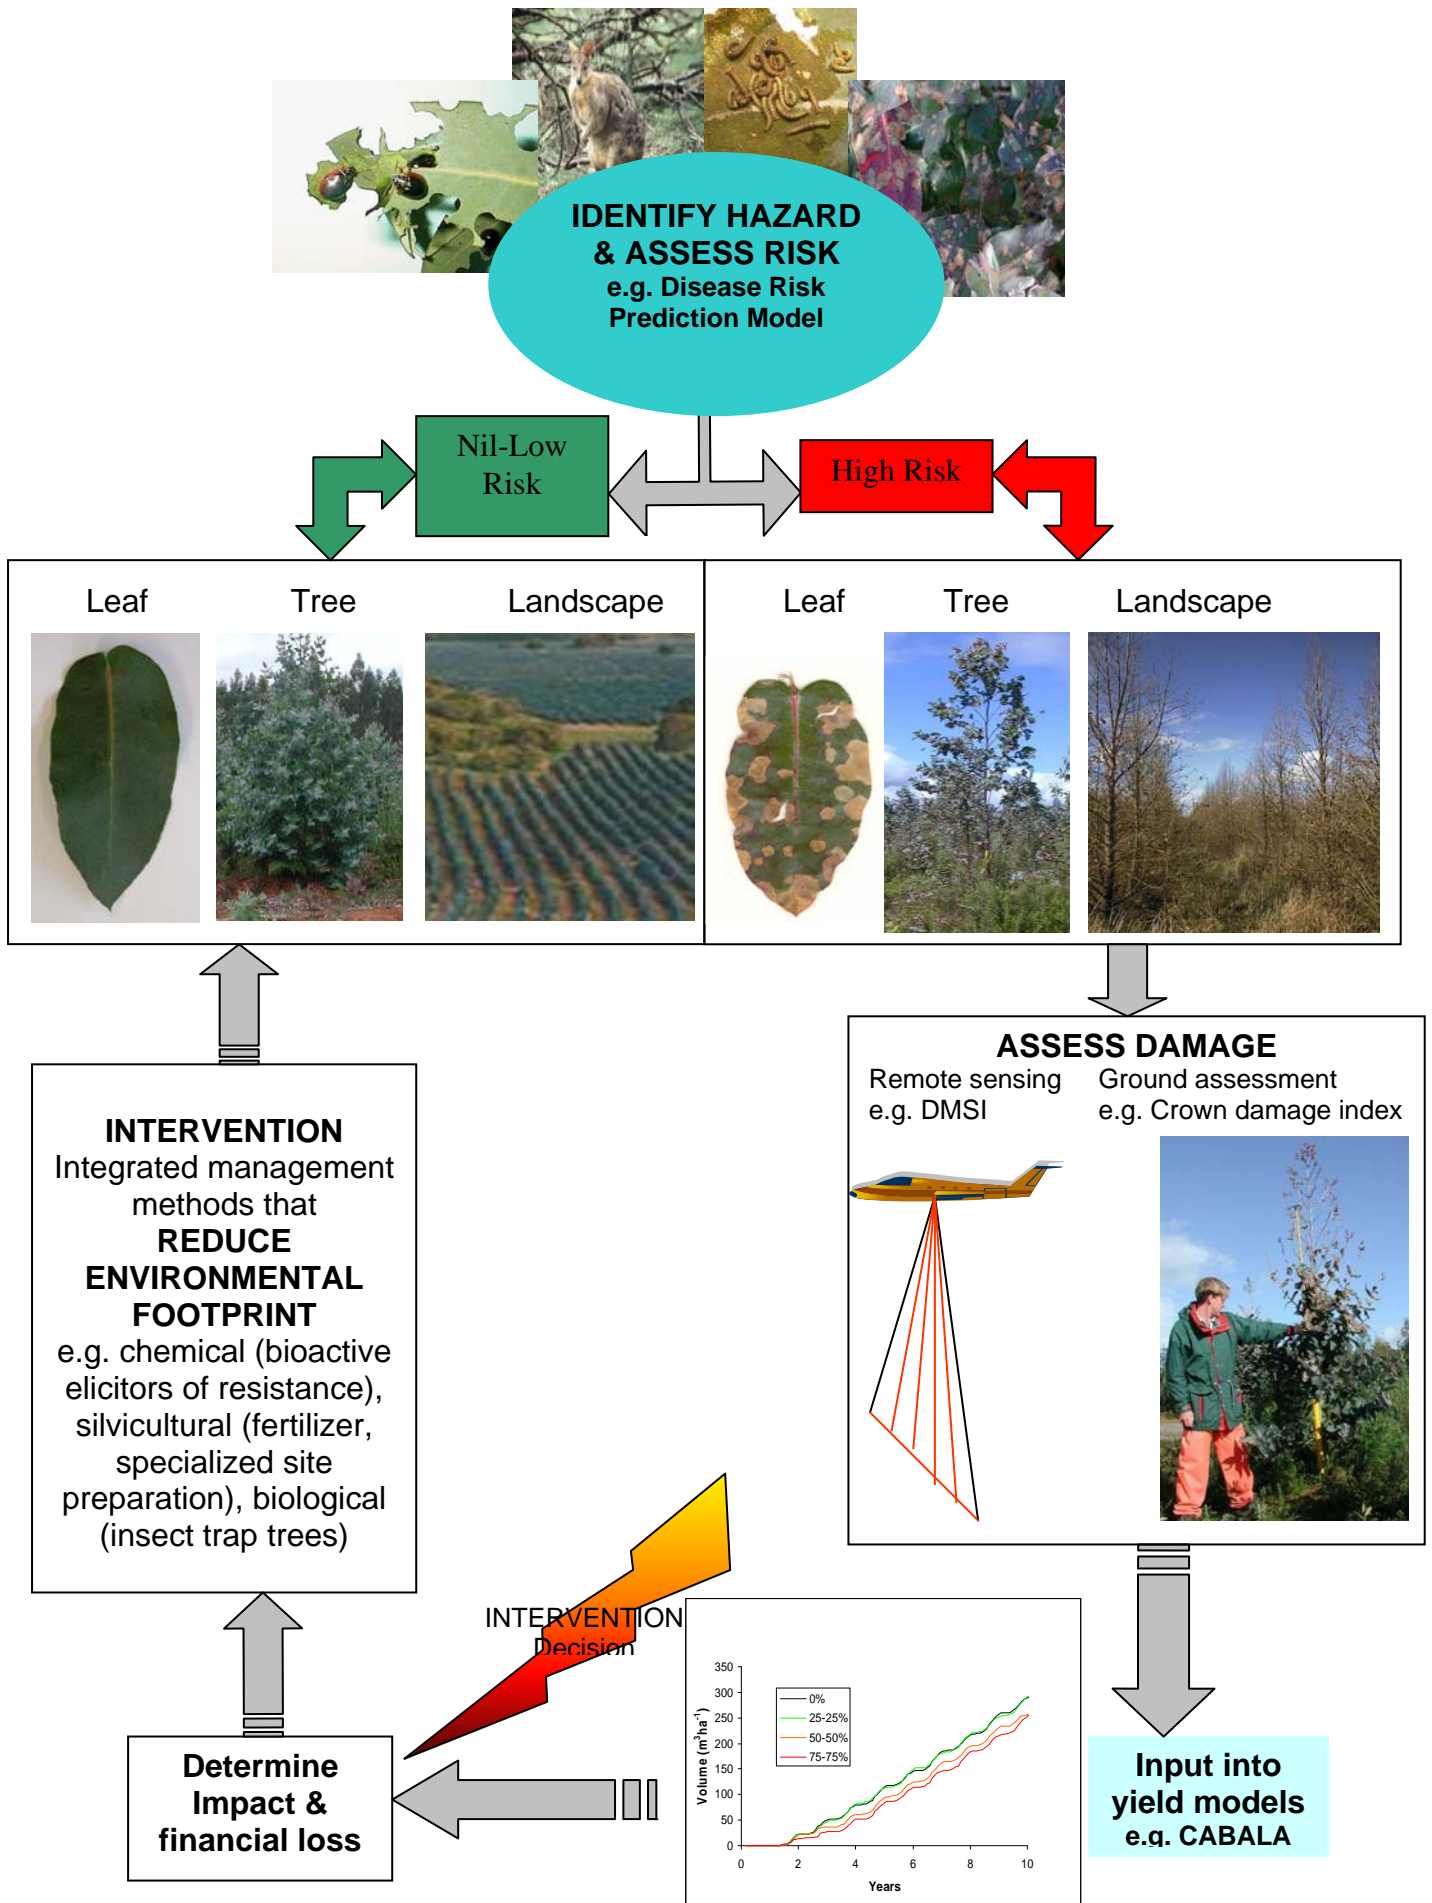 IDENTIFY HAZARD
& ASSESS RISK
e.g. Disease Risk
Prediction Model
Nil-Low
Risk
High Risk
Leaf Tree Landscape
Leaf Tree Landscape
ASSESS DAMAGE
Remote sensing
e.g. DMSI
Ground assessment
e.g. Crown damage index
INTERVENTION
Integrated management
methods that
REDUCE
ENVIRONMENTAL
FOOTPRINT
e.g. chemical (bioactive
elicitors of resistance),
silvicultural (fertilizer,
specialized site
preparation), biological
(insect trap trees)
INTERVENTION
Decision
Determine
Impact &
financial loss
Volume (m³ha⁻¹)
350
300
250
200
150
100
50
0
0%
25-25%
50-50%
75-75%
0 2 4 6 8 10
Years
Input into
yield models
e.g. CABALA